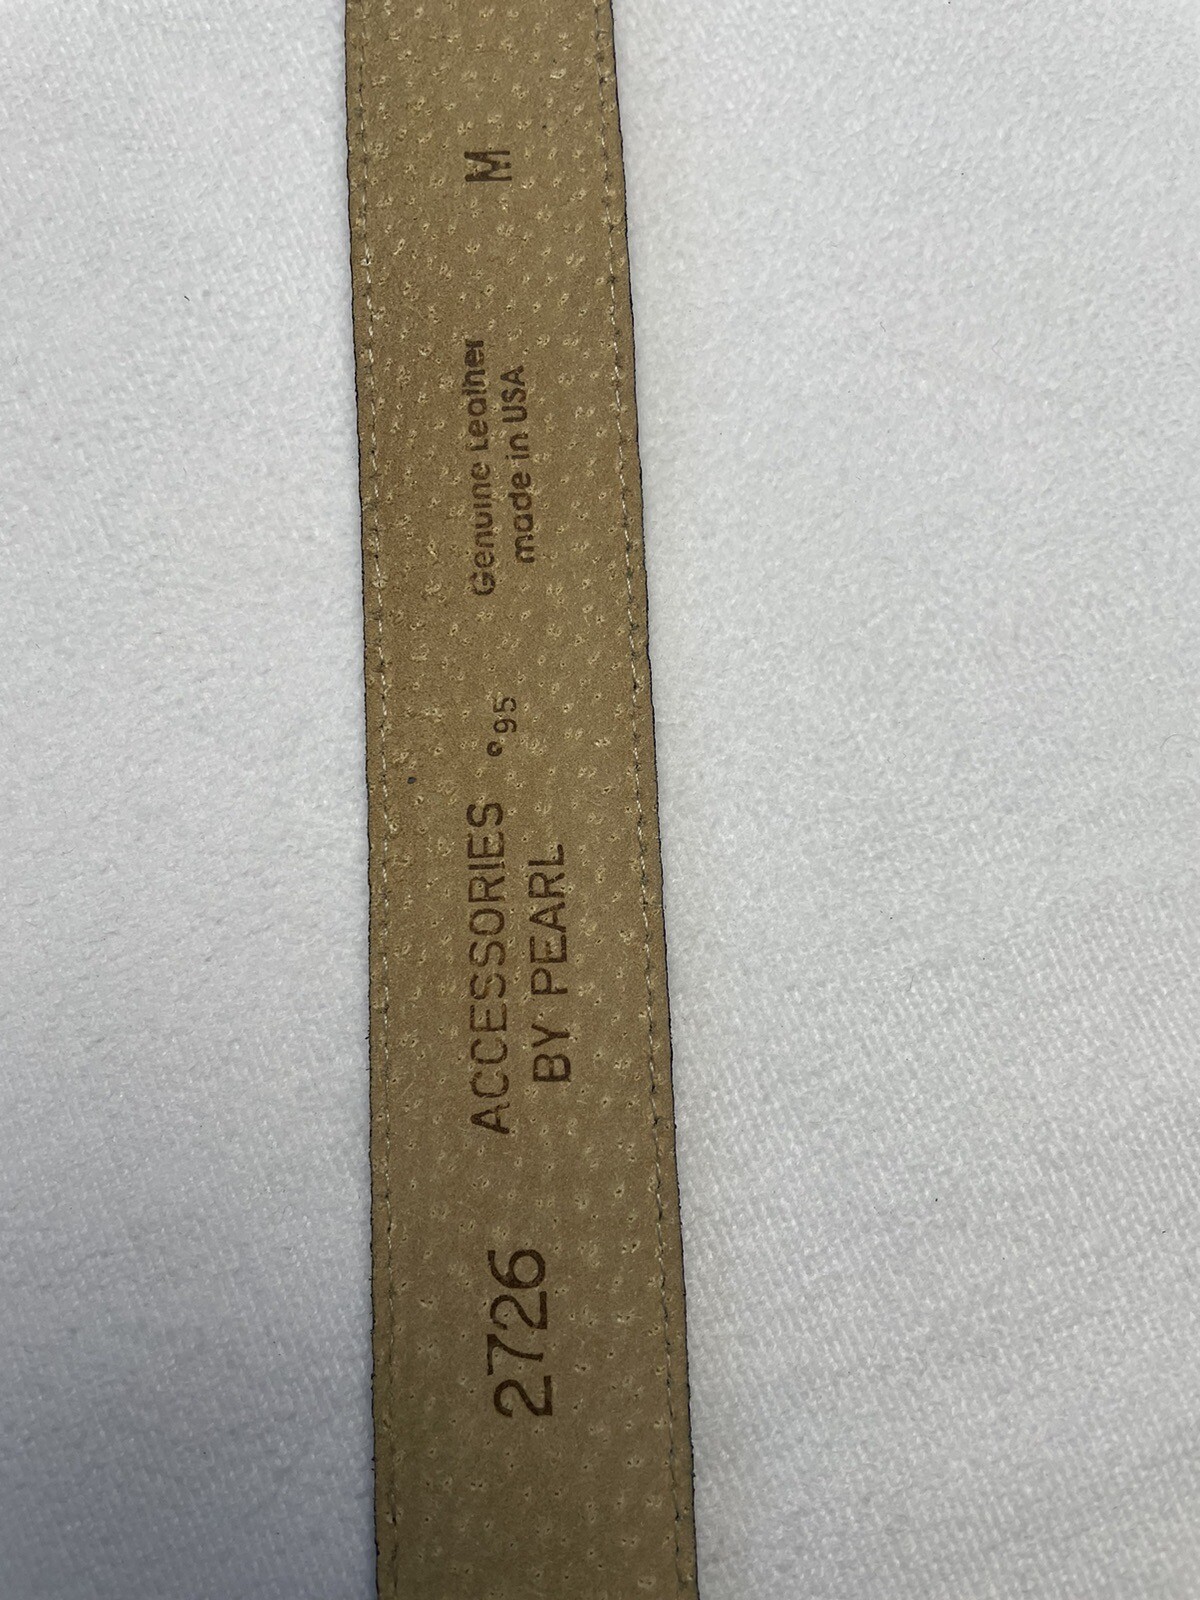 2726
ACCESSORIES
BY PEARL
© 95
Genuine Leather
made in USA
M